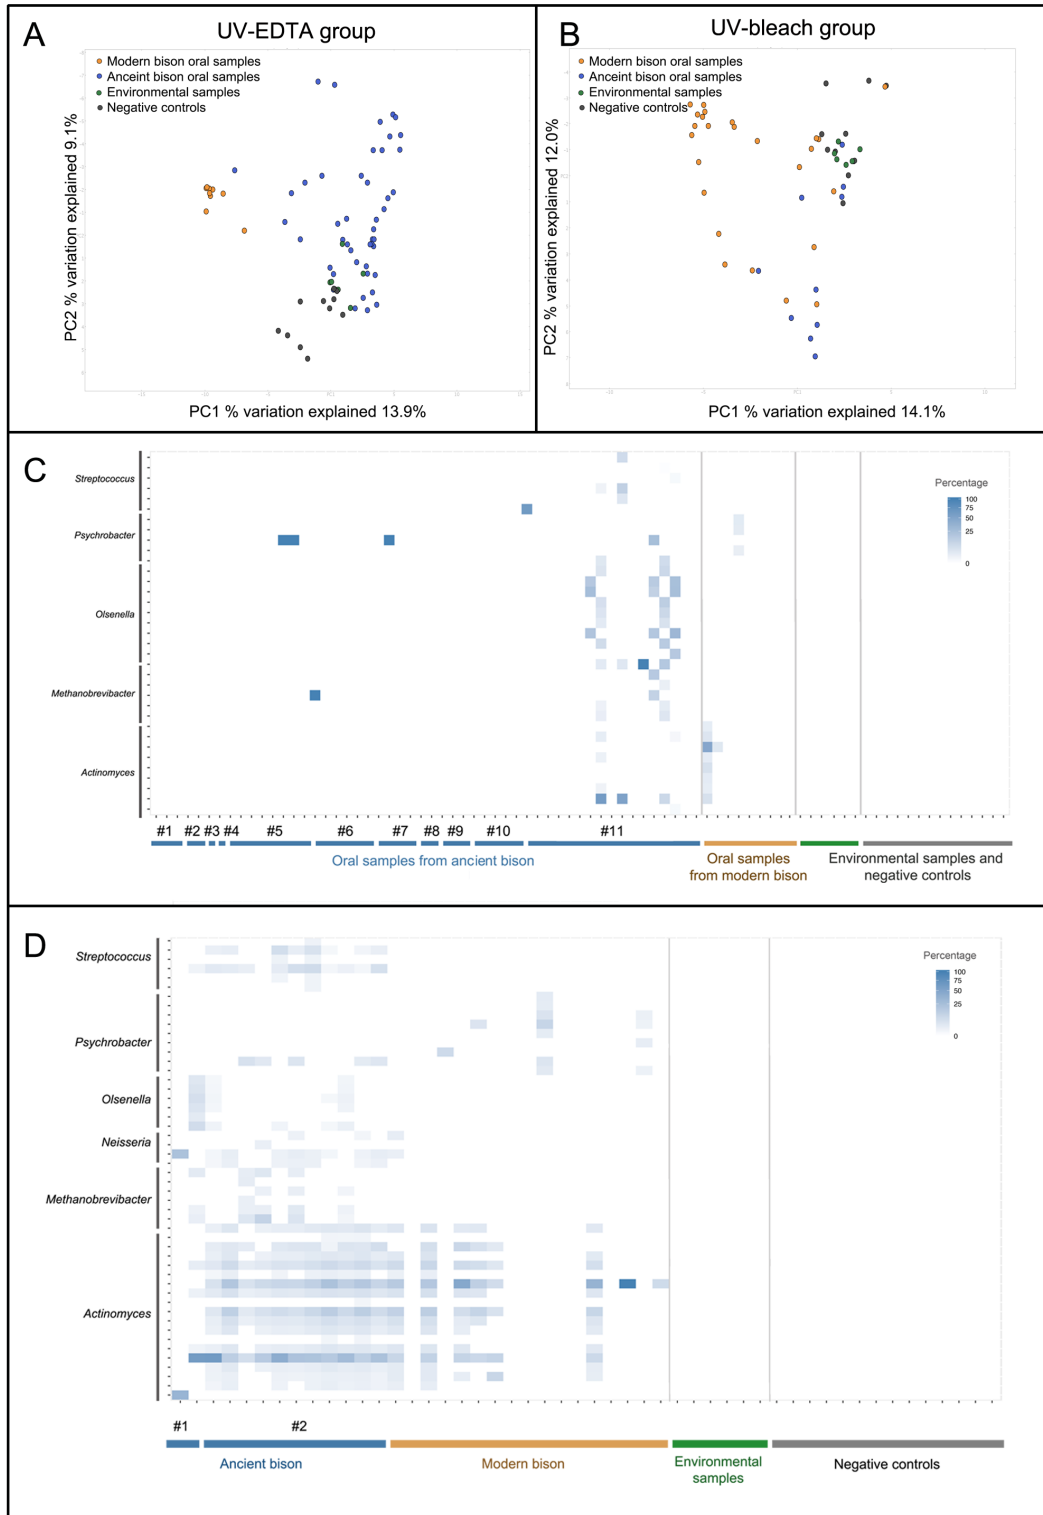 A
UV-EDTA group
Modern bison oral samples
Anceint bison oral samples
Environmental samples
Negative controls
PC2 % variation explained 9.1%
PC1 % variation explained 13.9%
B
UV-bleach group
Modern bison oral samples
Anceint bison oral samples
Environmental samples
Negative controls
PC2 % variation explained 12.0%
PC1 % variation explained 14.1%
C
Streptococcus
Psychrobacter
Olsenella
Methanobrevibacter
Actinomyces
Percentage
100
75
50
25
0
#1 #2 #3 #4 #5 #6 #7 #8 #9 #10 #11
Oral samples from ancient bison
Oral samples
from modern bison
Environmental samples and
negative controls
D
Streptococcus
Psychrobacter
Olsenella
Neisseria
Methanobrevibacter
Actinomyces
Percentage
100
75
50
25
0
#1 #2
Ancient bison
Modern bison
Environmental
samples
Negative controls